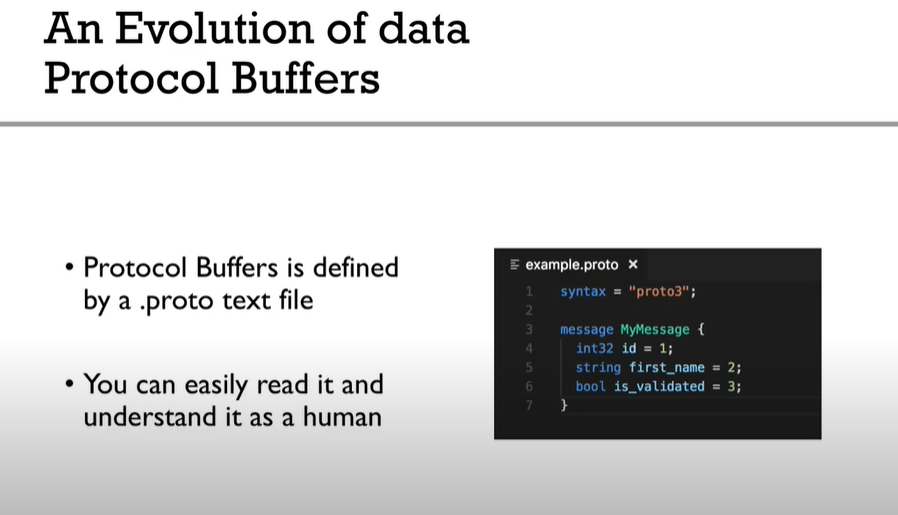 An Evolution of data
Protocol Buffers
• Protocol Buffers is defined
by a .proto text file
• You can easily read it and
understand it as a human
example.proto ×
1 syntax = "proto3";
2
3 message MyMessage {
4 int32 id = 1;
5 string first_name = 2;
6 bool is_validated = 3;
7 }